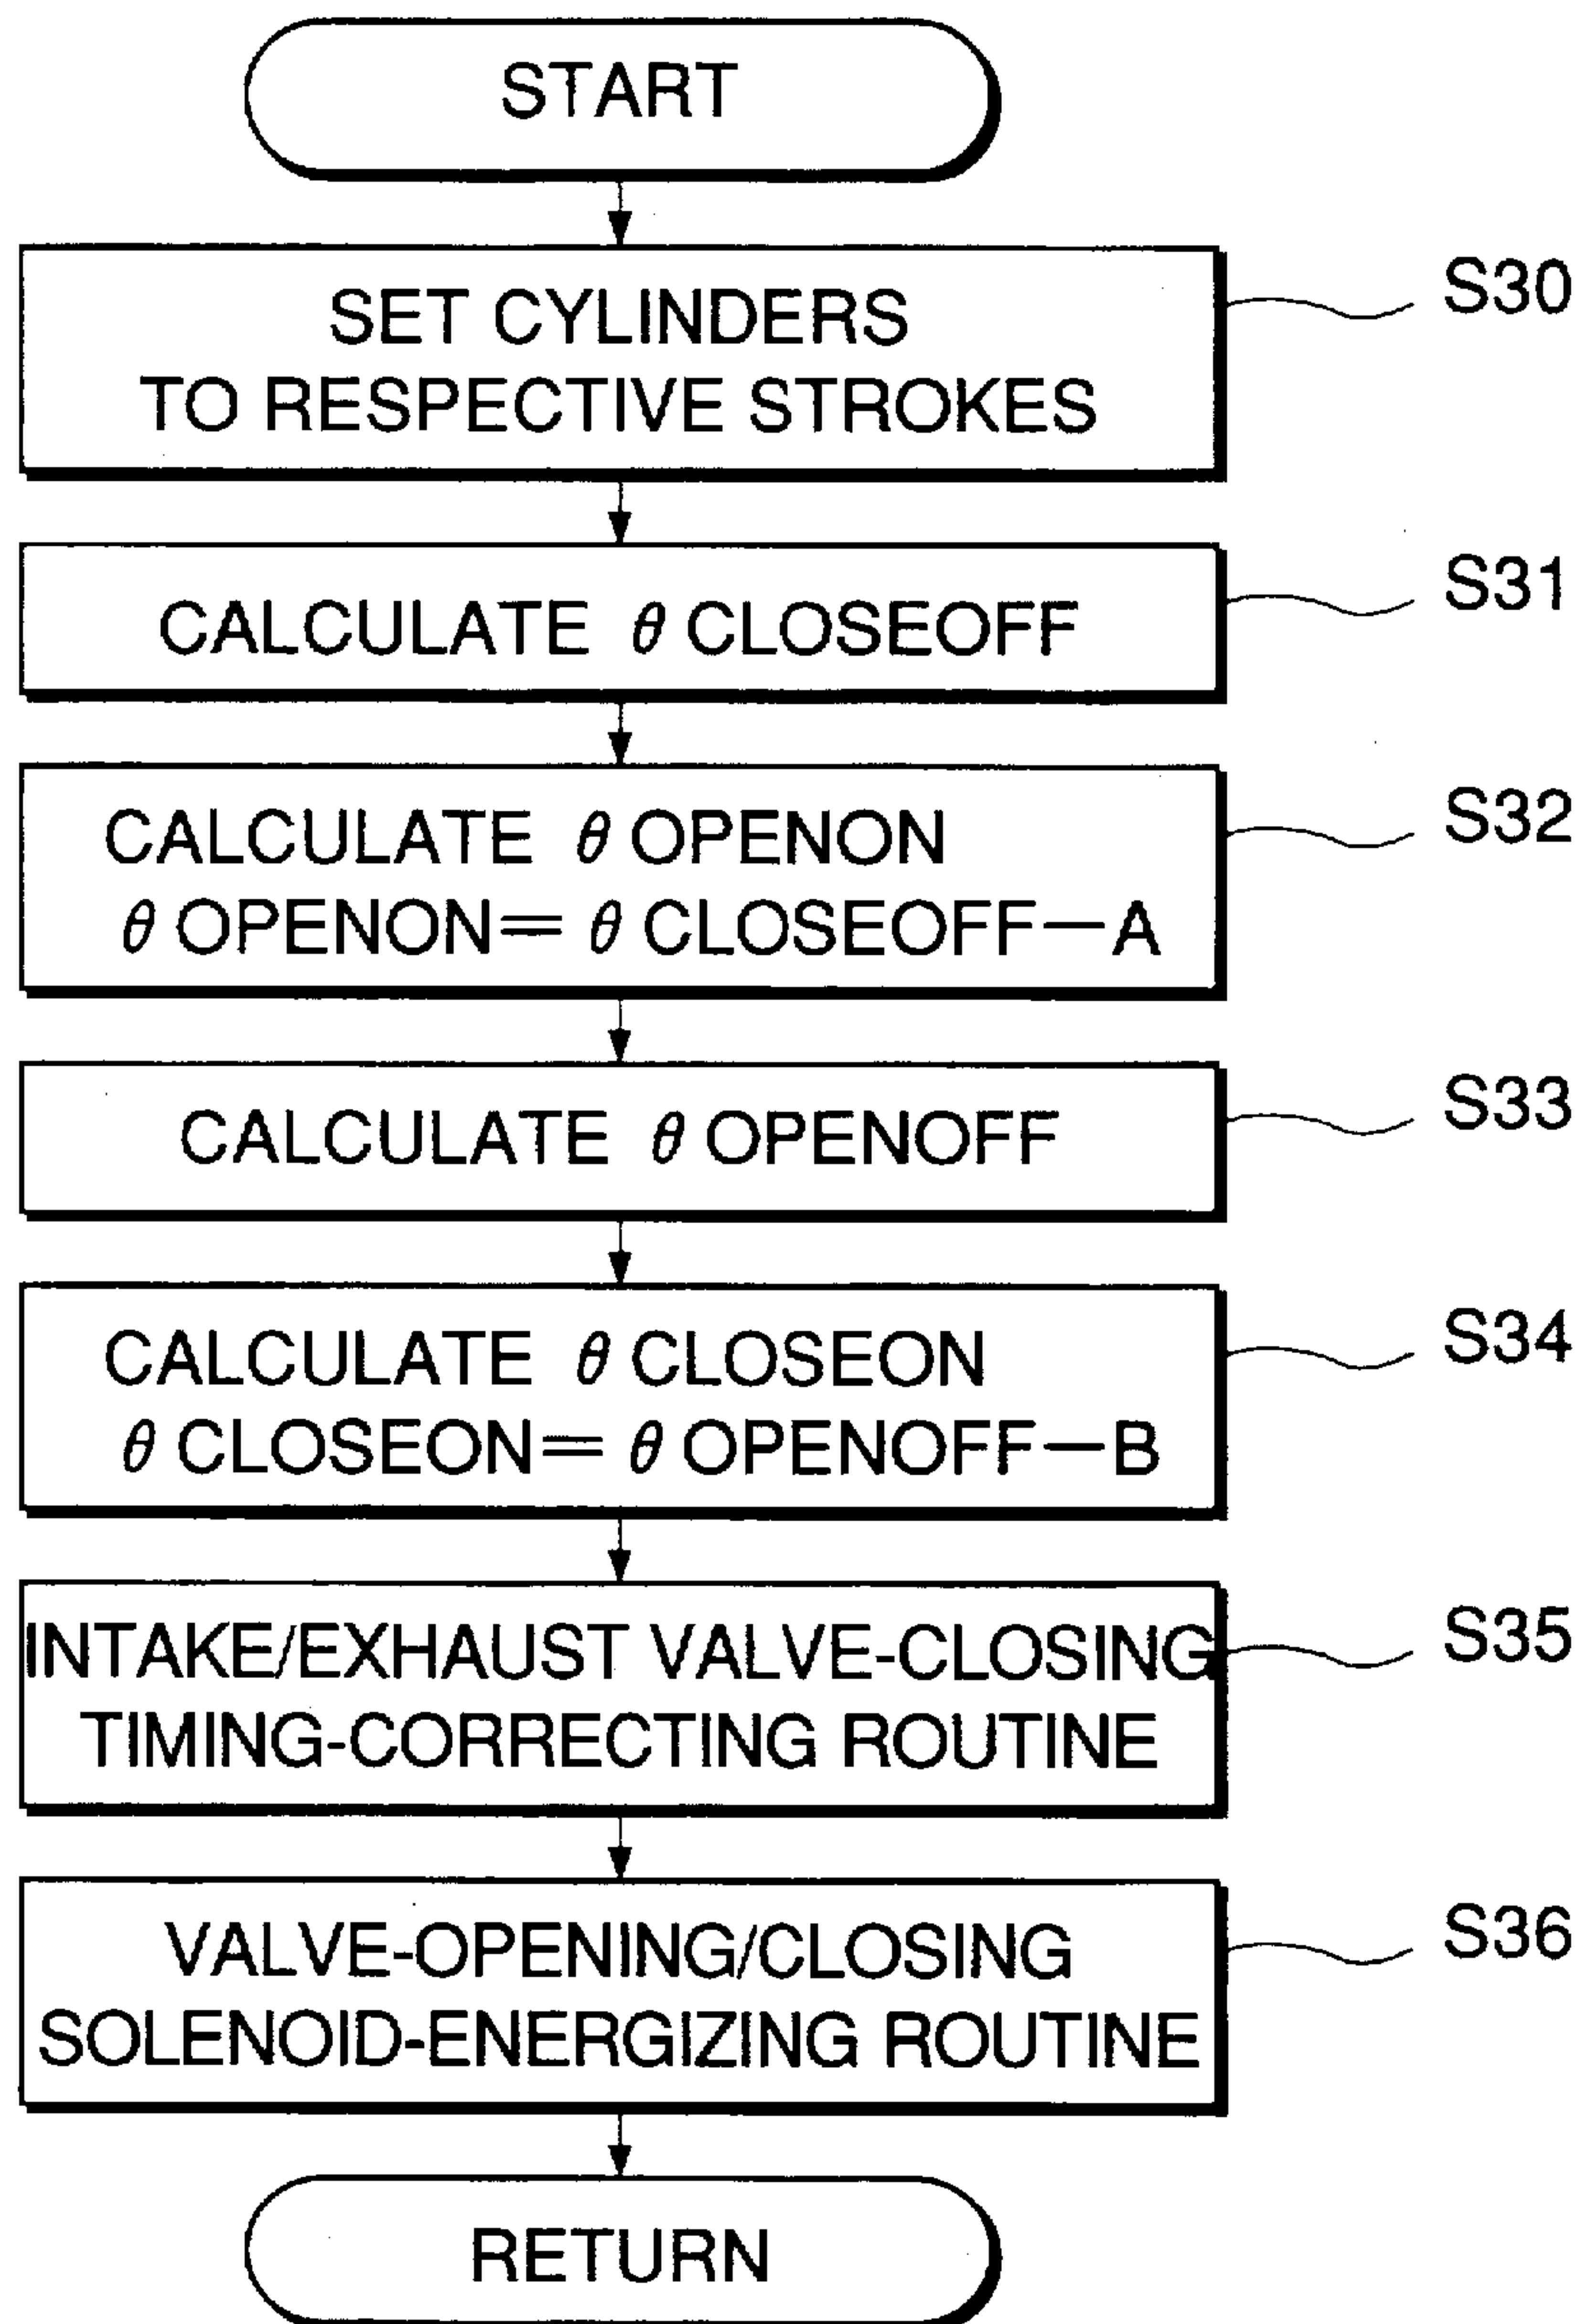 START
SET CYLINDERS
TO RESPECTIVE STROKES
S30
CALCULATE θ CLOSEOFF
S31
CALCULATE θ OPENON
θ OPENON= θ CLOSEOFF—A
S32
CALCULATE θ OPENOFF
S33
CALCULATE θ CLOSEON
θ CLOSEON= θ OPENOFF—B
S34
INTAKE/EXHAUST VALVE-CLOSING
TIMING-CORRECTING ROUTINE
S35
VALVE-OPENING/CLOSING
SOLENOID-ENERGIZING ROUTINE
S36
RETURN